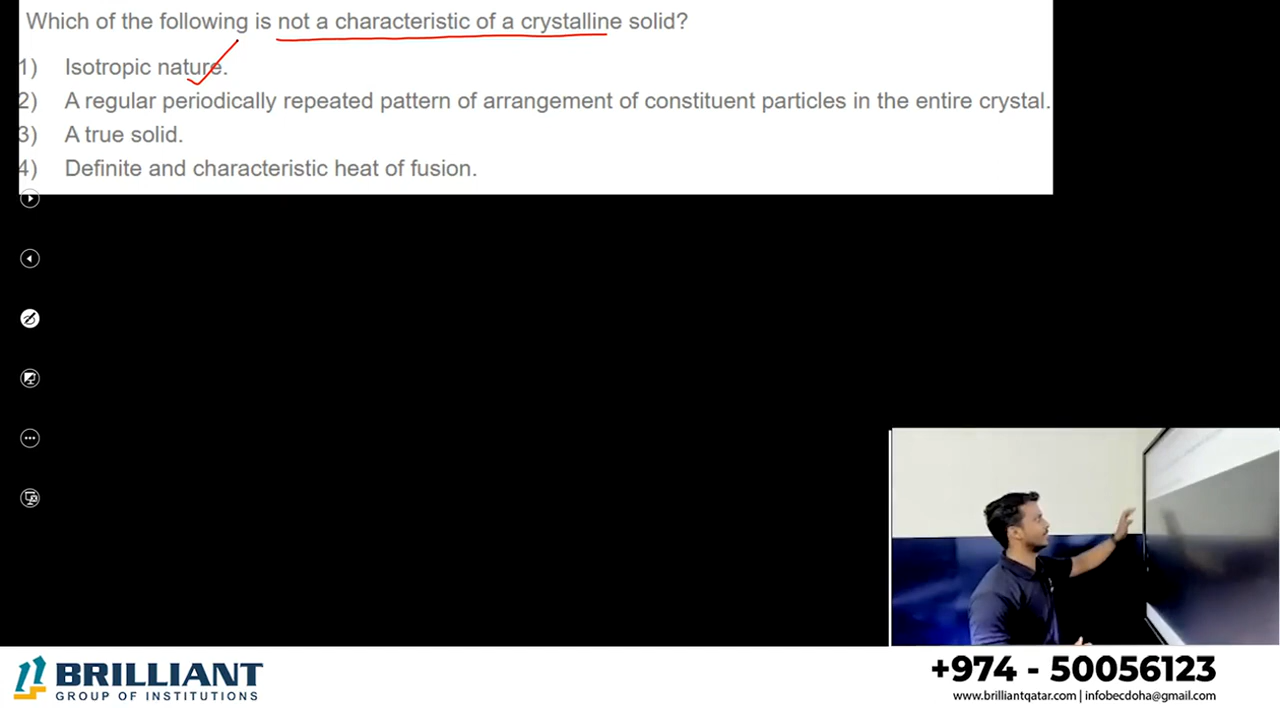 Which of the following is not a characteristic of a crystalline solid?
1) Isotropic nature.
2) A regular periodically repeated pattern of arrangement of constituent particles in the entire crystal.
3) A true solid.
4) Definite and characteristic heat of fusion.
BRILLIANT
GROUP OF INSTITUTIONS
+974 - 50056123
www.brilliantqatar.com | infobecdoha@gmail.com